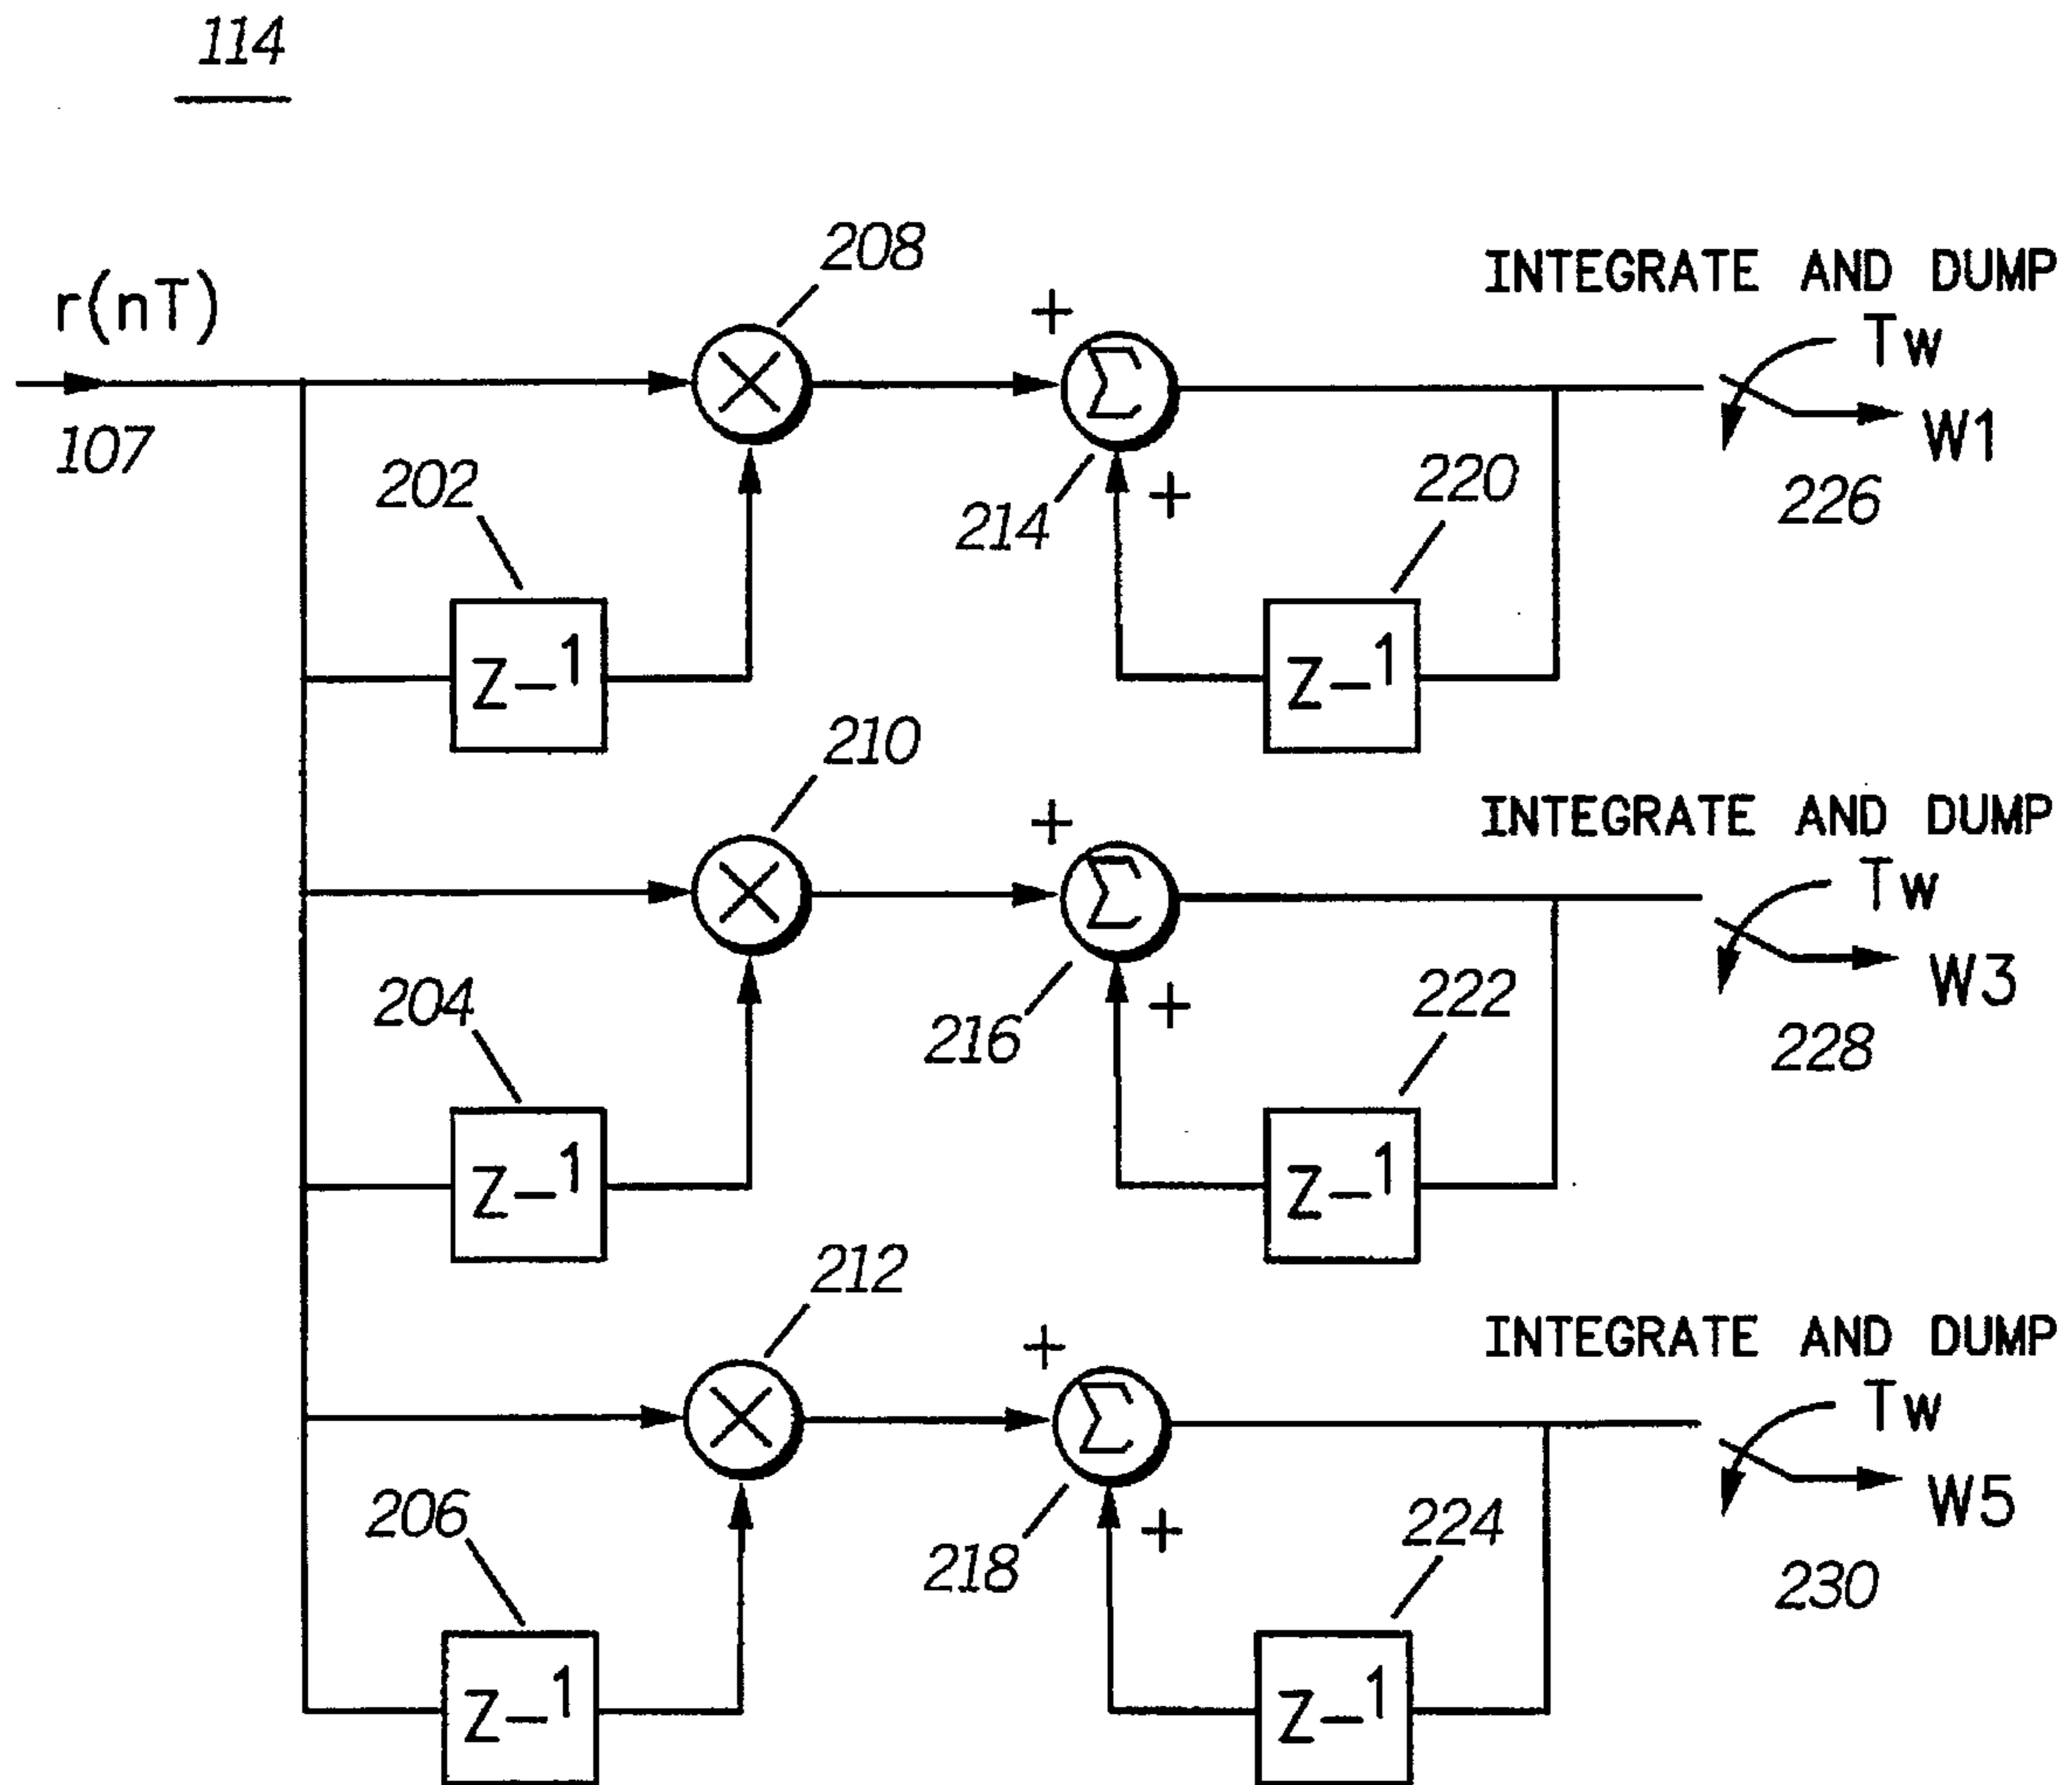 114
208
INTEGRATE AND DUMP
r(nT)
+
Σ
Tw
W1
107
202
214
+
220
226
Z–1
Z–1
210
INTEGRATE AND DUMP
+
Σ
Tw
W3
204
216
+
222
228
Z–1
Z–1
212
INTEGRATE AND DUMP
+
Σ
Tw
W5
206
218
+
224
230
Z–1
Z–1